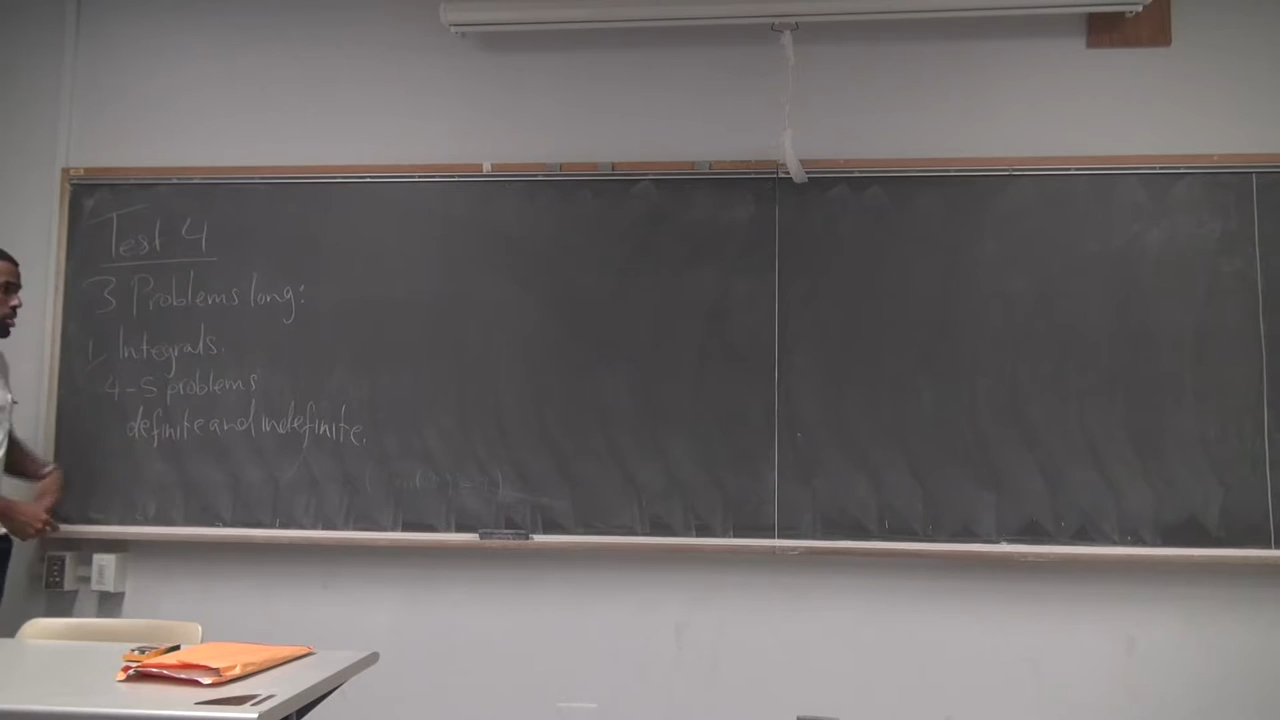 Test 4
3 Problems long:
1, Integrals.
4-5 problems
definite and indefinite.